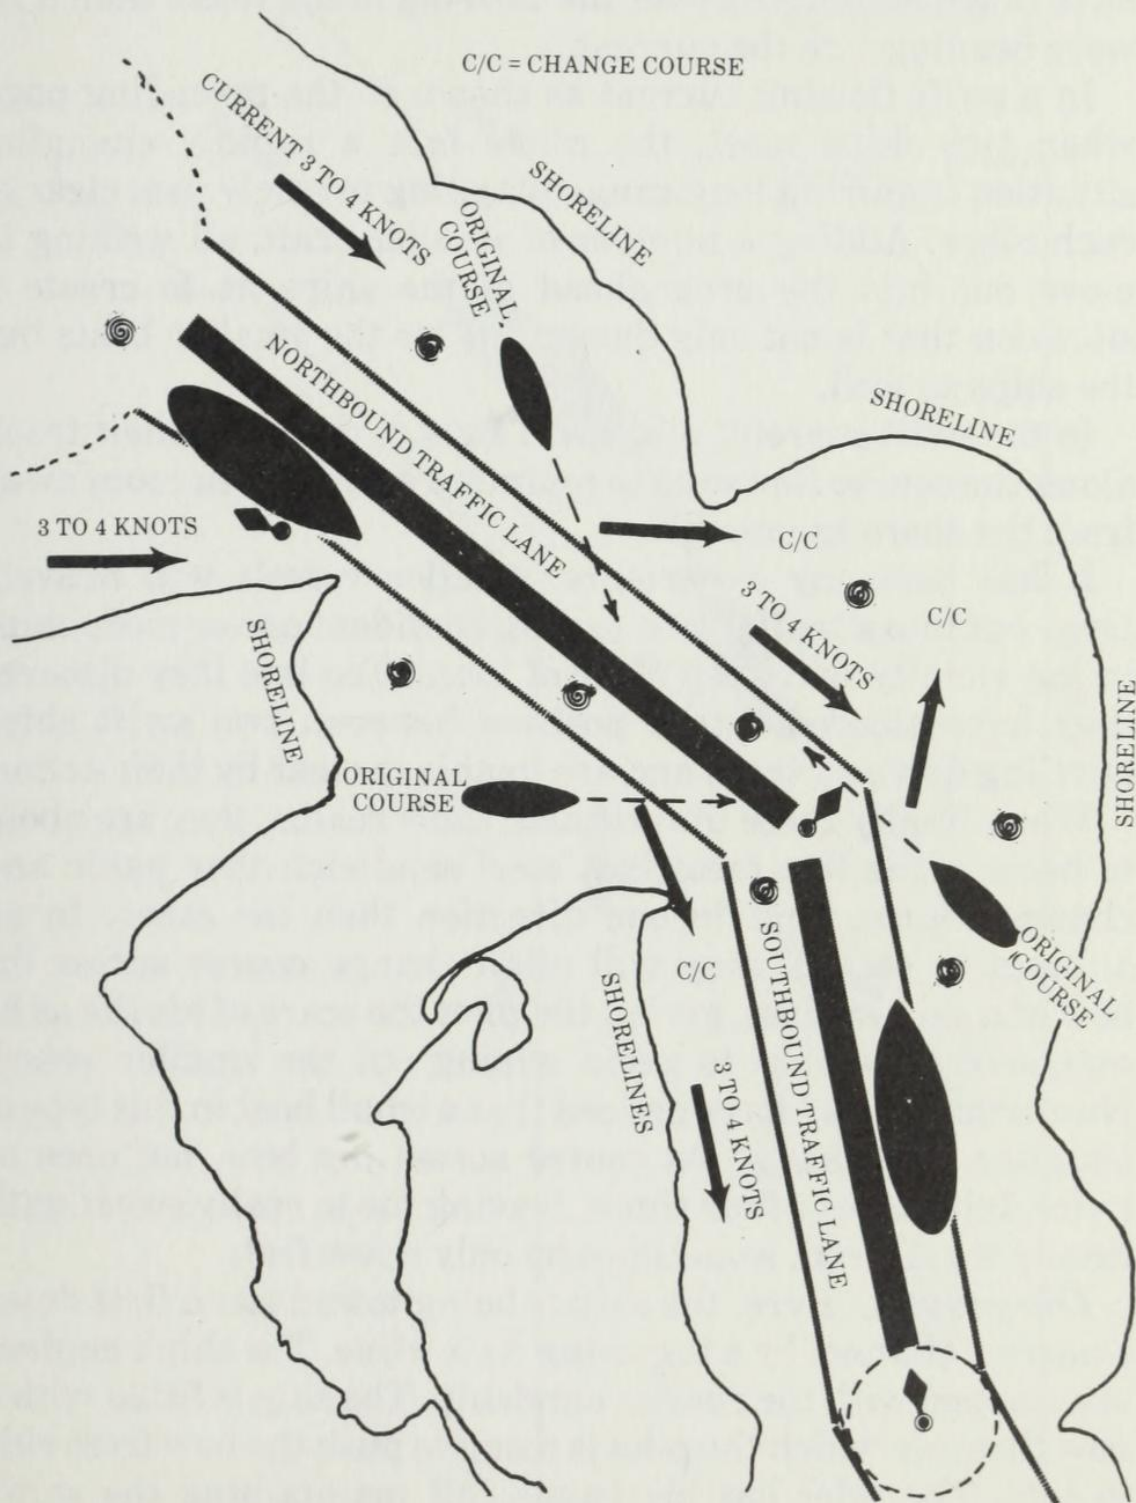 C/C = CHANGE COURSE
CURRENT 3 TO 4 KNOTS
SHORELINE
ORIGINAL
COURSE
NORTHBOUND TRAFFIC LANE
SHORELINE
3 TO 4 KNOTS
C/C
3 TO 4 KNOTS
C/C
SHORELINE
SHORELINE
ORIGINAL
COURSE
ORIGINAL
COURSE
C/C
SHORELINES
SOUTHBOUND TRAFFIC LANE
3 TO 4 KNOTS